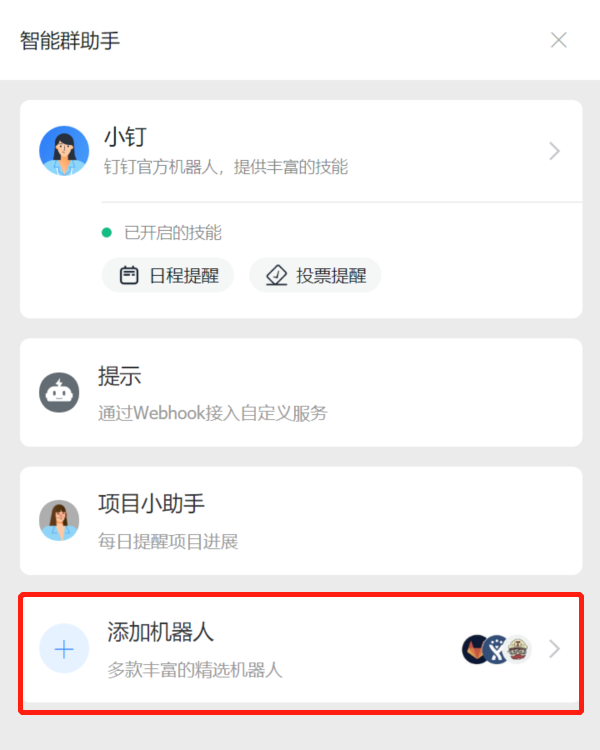 智能群助手
小钉
钉钉官方机器人，提供丰富的技能
已开启的技能
日程提醒
投票提醒
提示
通过Webhook接入自定义服务
项目小助手
每日提醒项目进展
添加机器人
多款丰富的精选机器人